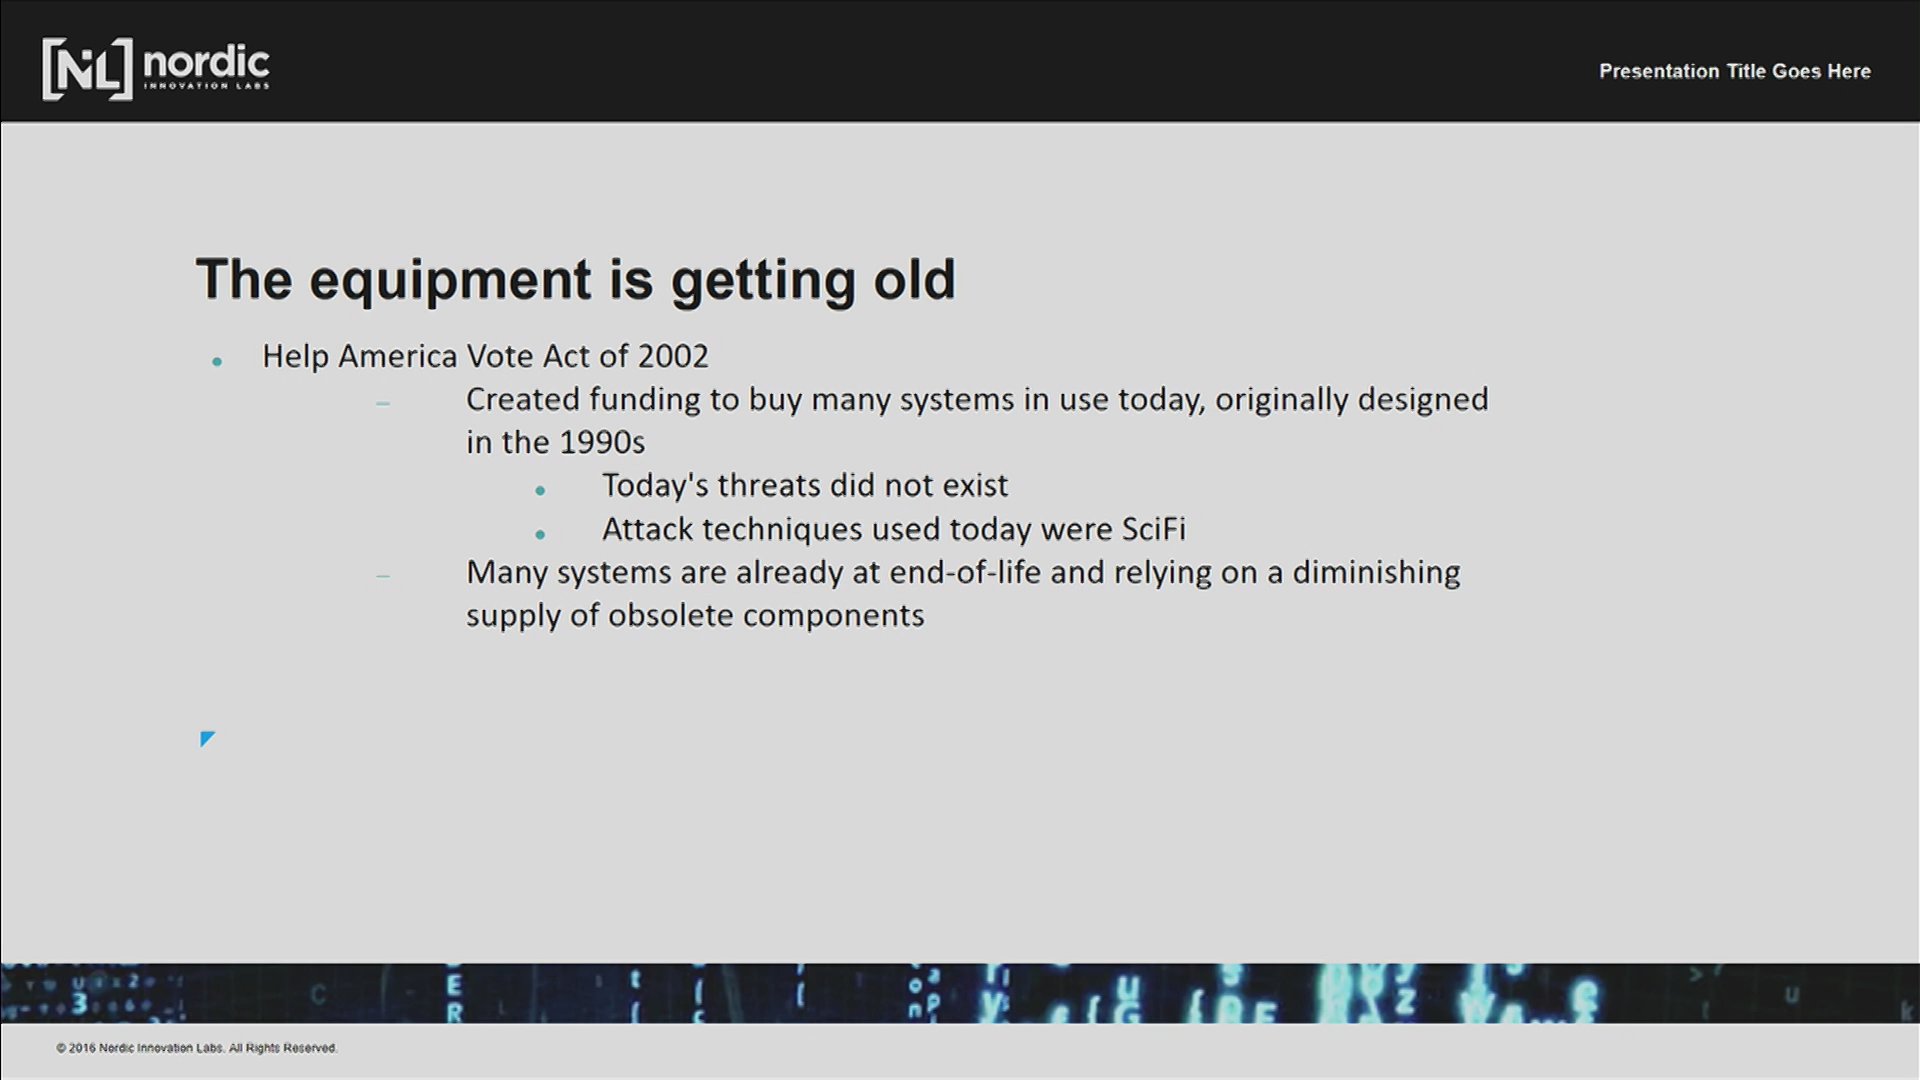 [NiL] nordic
INNOVATION LABS
Presentation Title Goes Here
The equipment is getting old
• Help America Vote Act of 2002
– Created funding to buy many systems in use today, originally designed
in the 1990s
• Today's threats did not exist
• Attack techniques used today were SciFi
– Many systems are already at end-of-life and relying on a diminishing
supply of obsolete components
© 2016 Nordic Innovation Labs. All Rights Reserved.